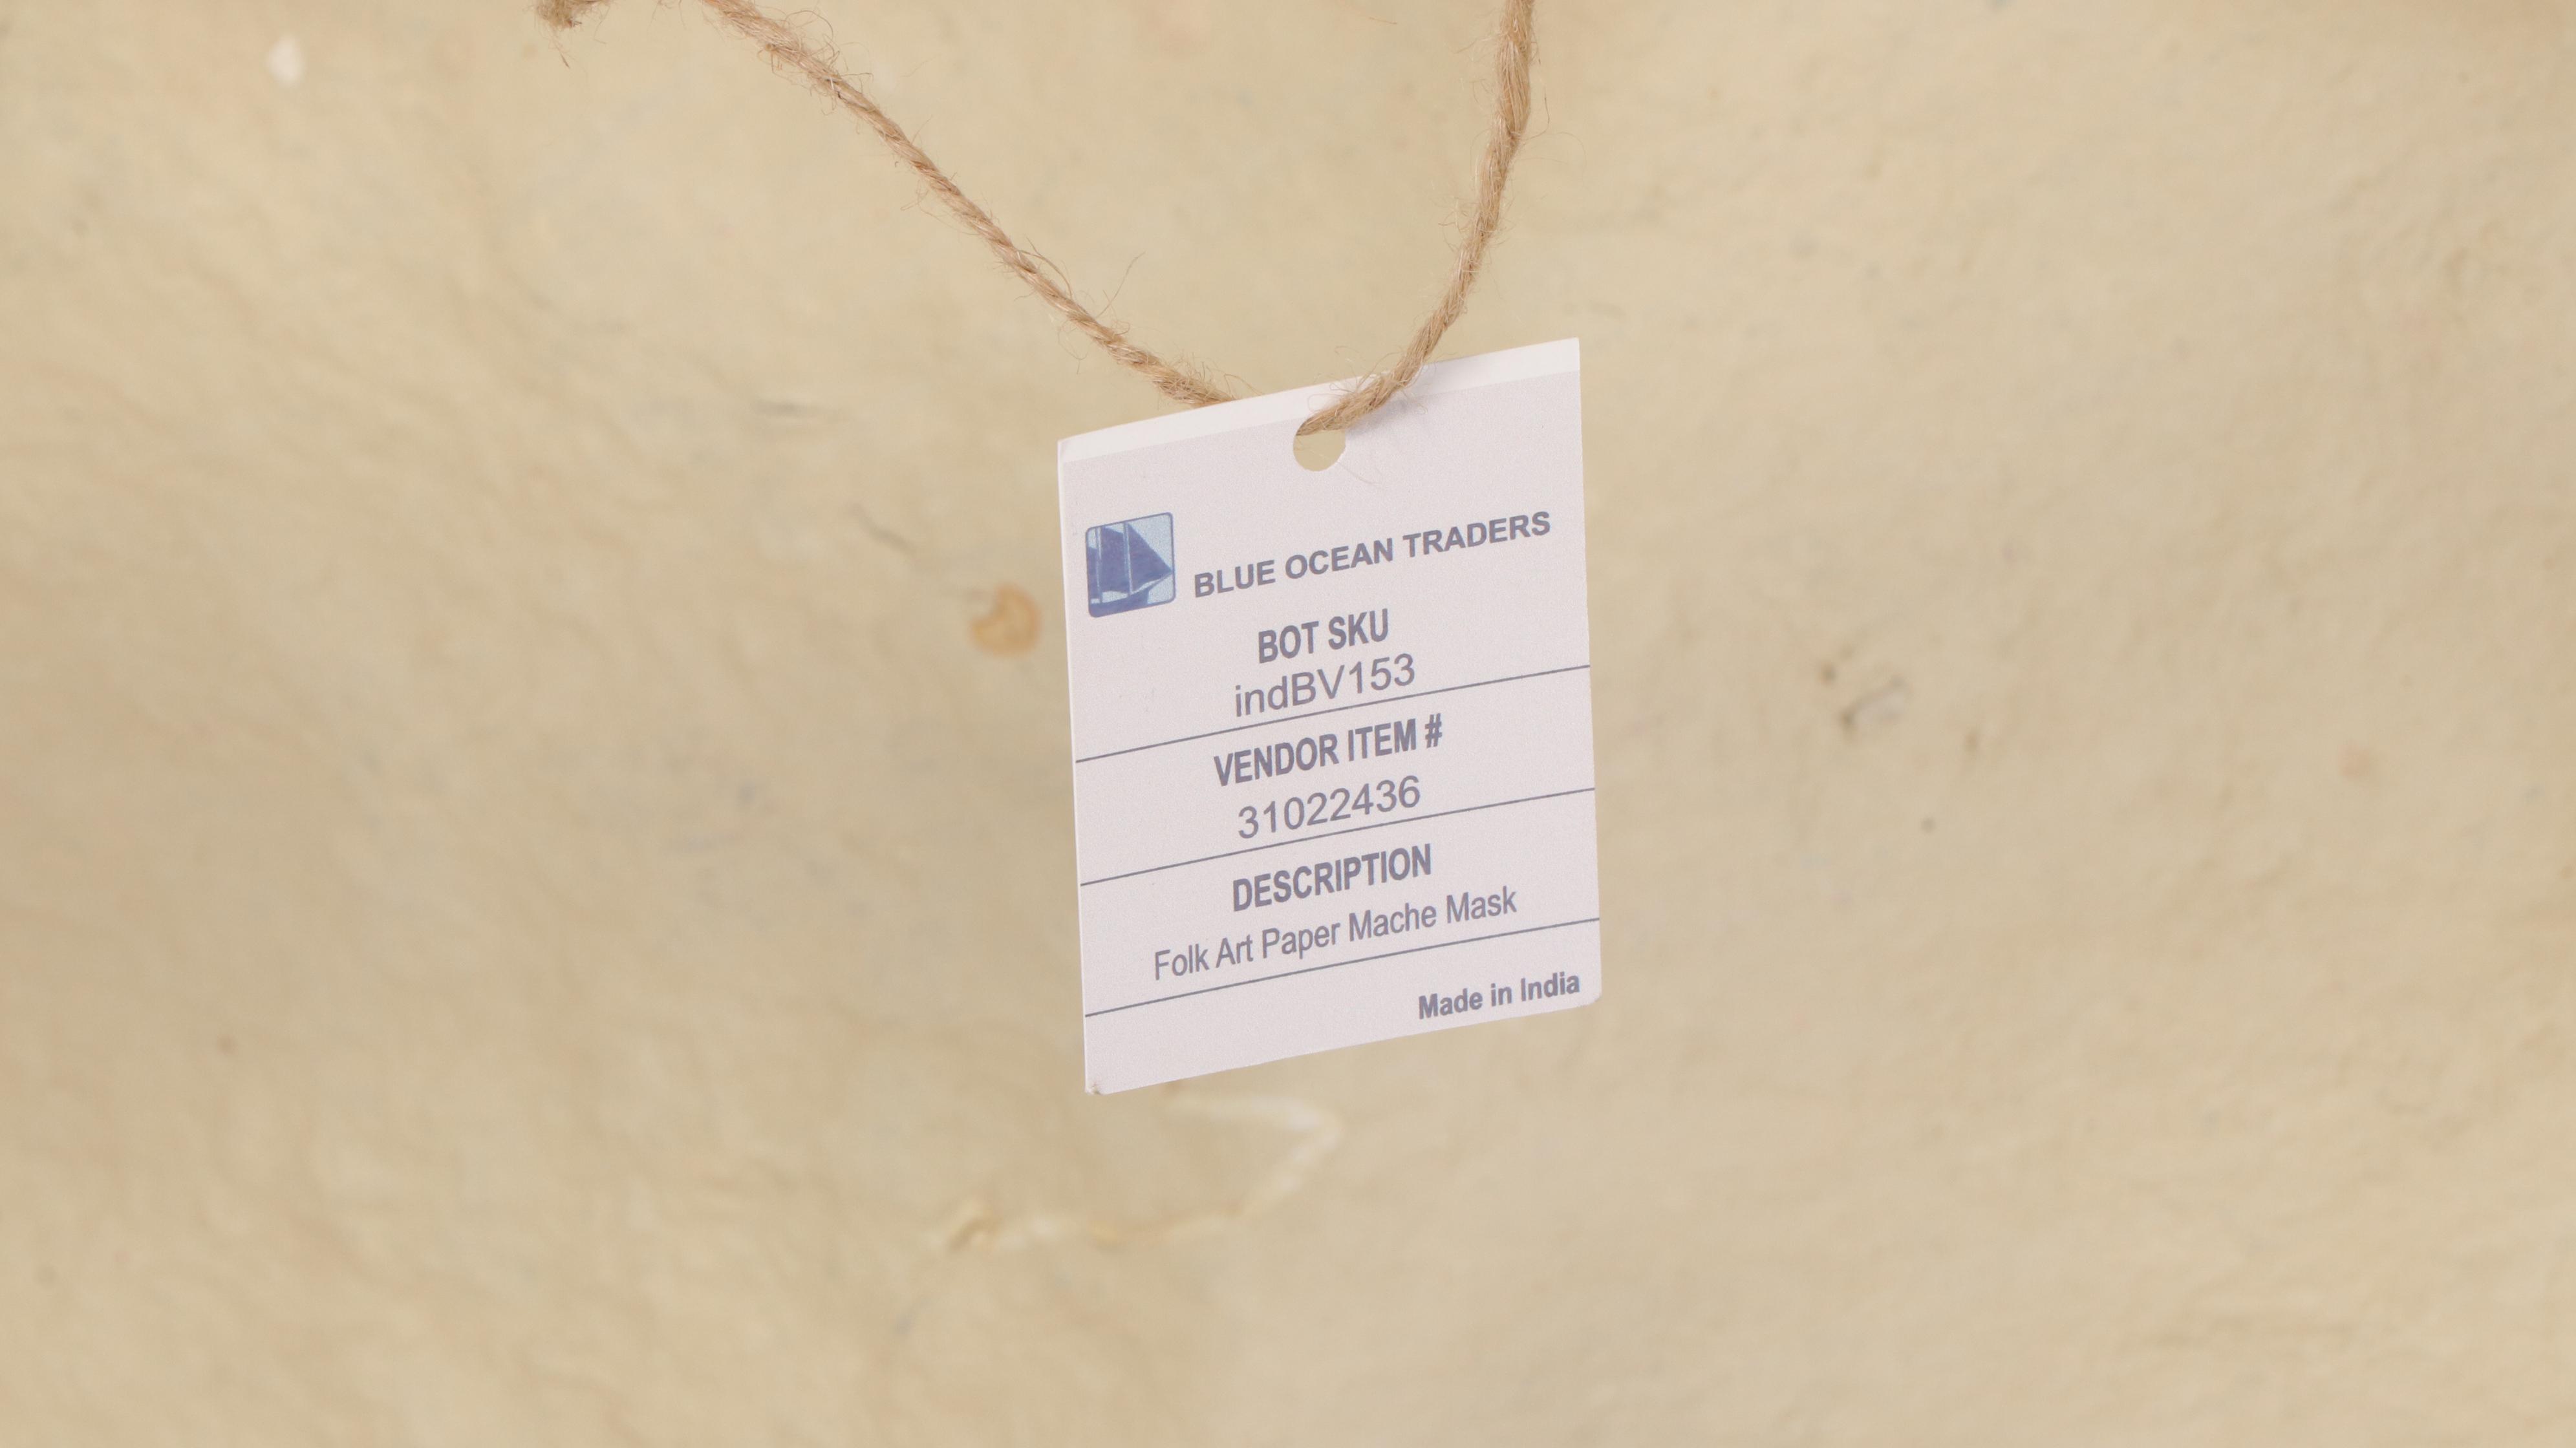 BLUE OCEAN TRADERS
BOT SKU
indBV153
VENDOR ITEM #
31022436
DESCRIPTION
Folk Art Paper Mache Mask
Made in India